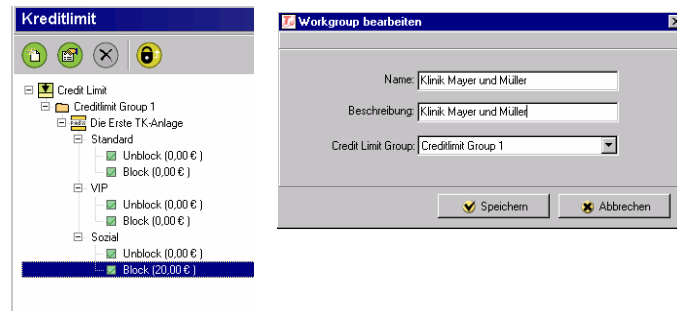 Kreditlimit
Credit Limit
Creditlimit Group 1
Die Erste TK-Anlage
Standard
Unblock (0,00 € )
Block (0,00 € )
VIP
Unblock (0,00 € )
Block (0,00 € )
Sozial
Unblock (0,00 € )
Block (20,00 € )
Workgroup bearbeiten
Name: Klinik Mayer und Müller
Beschreibung: Klinik Mayer und Müller
Credit Limit Group: Creditlimit Group 1
Speichern
Abbrechen